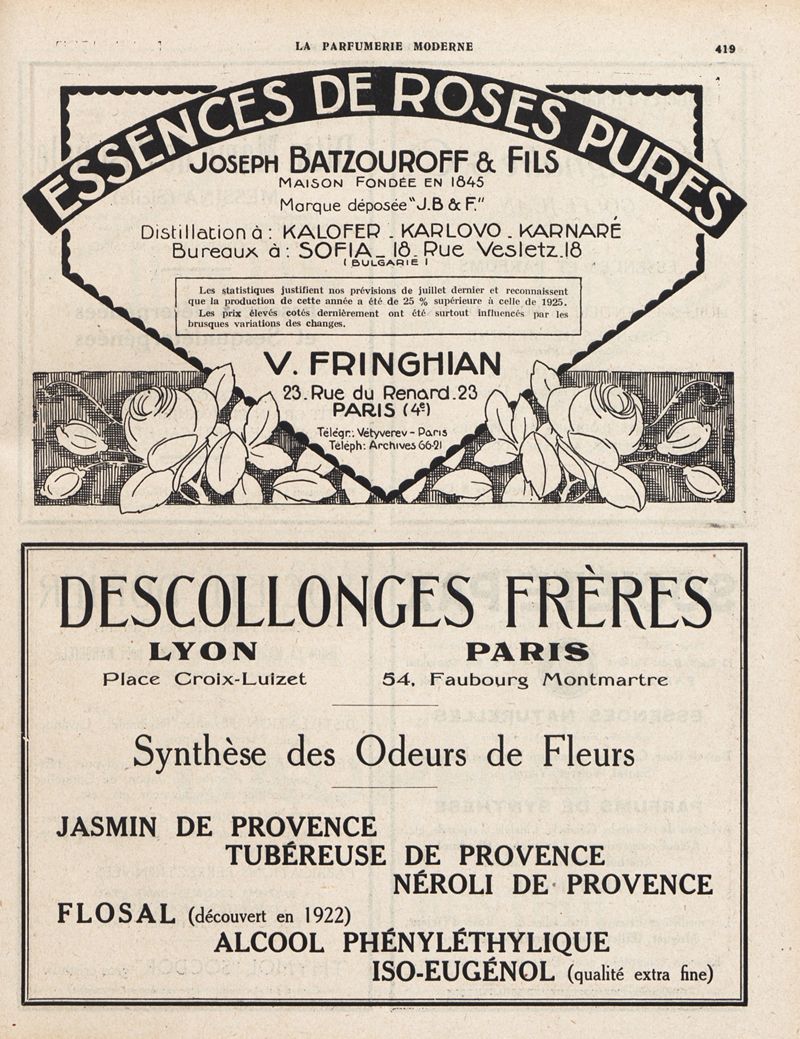 LA PARFUMERIE MODERNE
419
ESSENCES DE ROSES PURES
JOSEPH BATZOUROFF & FILS
MAISON FONDÉE EN 1845
Marque déposée "J.B & F."
Distillation à : KALOFER - KARLOVO - KARNARÉ
Bureaux à : SOFIA - 18. Rue Vesletz.18
(BULGARIE)
Les statistiques justifient nos prévisions de juillet dernier et reconnaissent
que la production de cette année a été de 25 % supérieure à celle de 1925.
Les prix élevés cotés dernièrement ont été surtout influencés par les
brusques variations des changes.
V. FRINGHIAN
23. Rue du Renard. 23
PARIS (4e)
Télégr.: Vétyverev - Paris
Téléph: Archives 66-21
DESCOLLONGES FRÈRES
LYON PARIS
Place Croix-Luizet 54, Faubourg Montmartre
Synthèse des Odeurs de Fleurs
JASMIN DE PROVENCE
TUBÉREUSE DE PROVENCE
NÉROLI DE PROVENCE
FLOSAL (découvert en 1922)
ALCOOL PHÉNYLÉTHYLIQUE
ISO-EUGÉNOL (qualité extra fine)